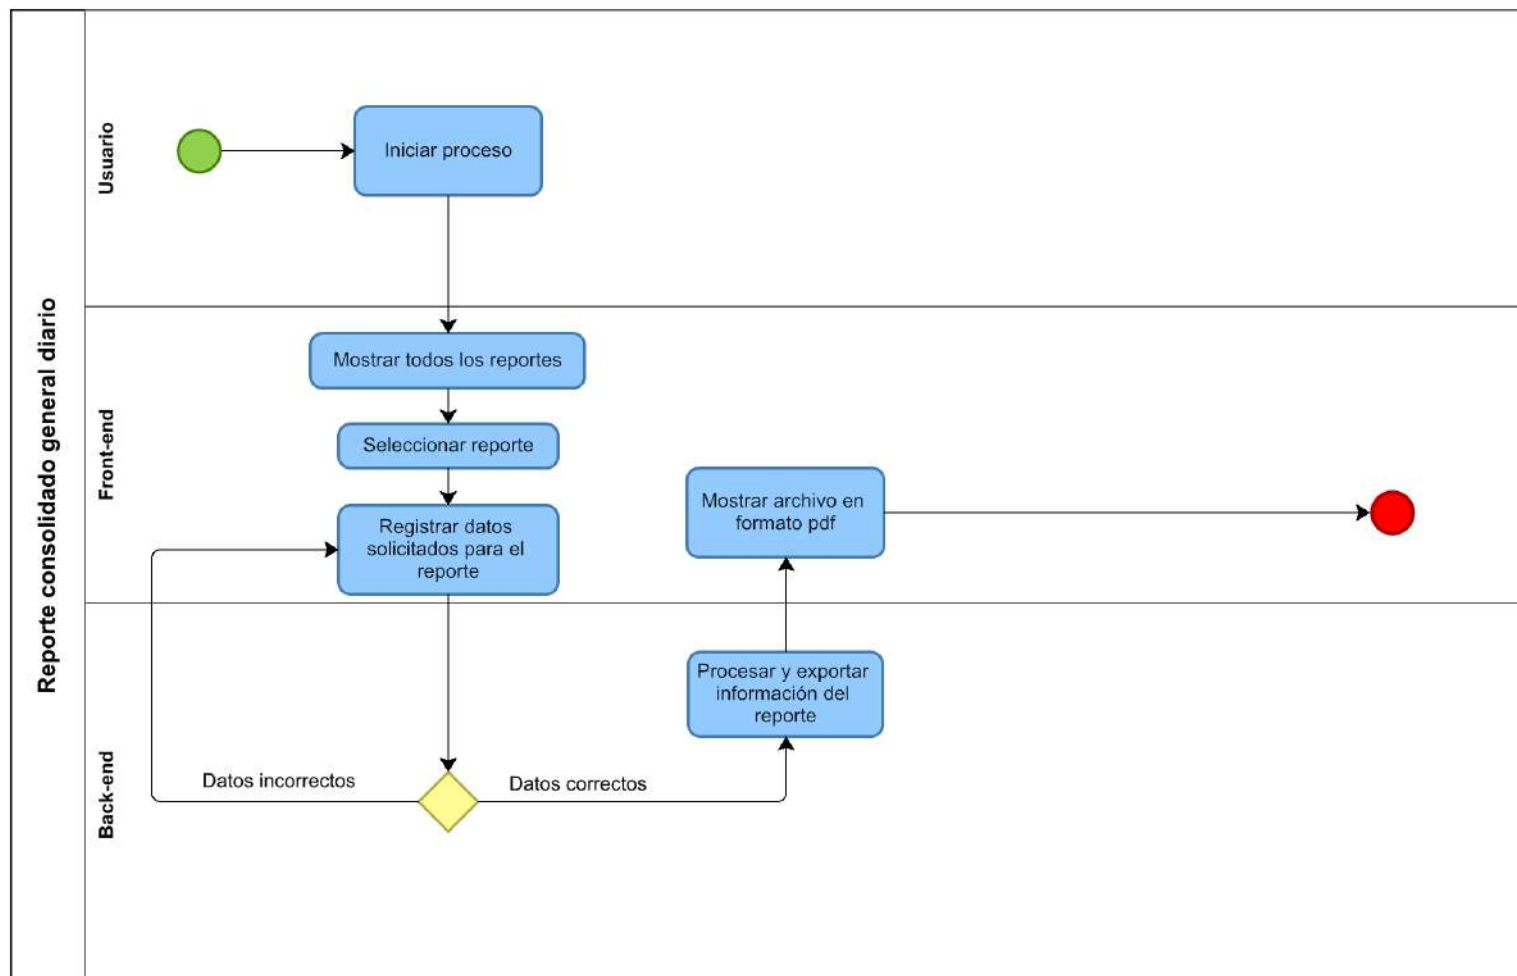 Reporte consolidado general diario
Usuario
Iniciar proceso
Front-end
Mostrar todos los reportes
Seleccionar reporte
Registrar datos
solicitados para el
reporte
Mostrar archivo en
formato pdf
Back-end
Procesar y exportar
información del
reporte
Datos incorrectos
Datos correctos